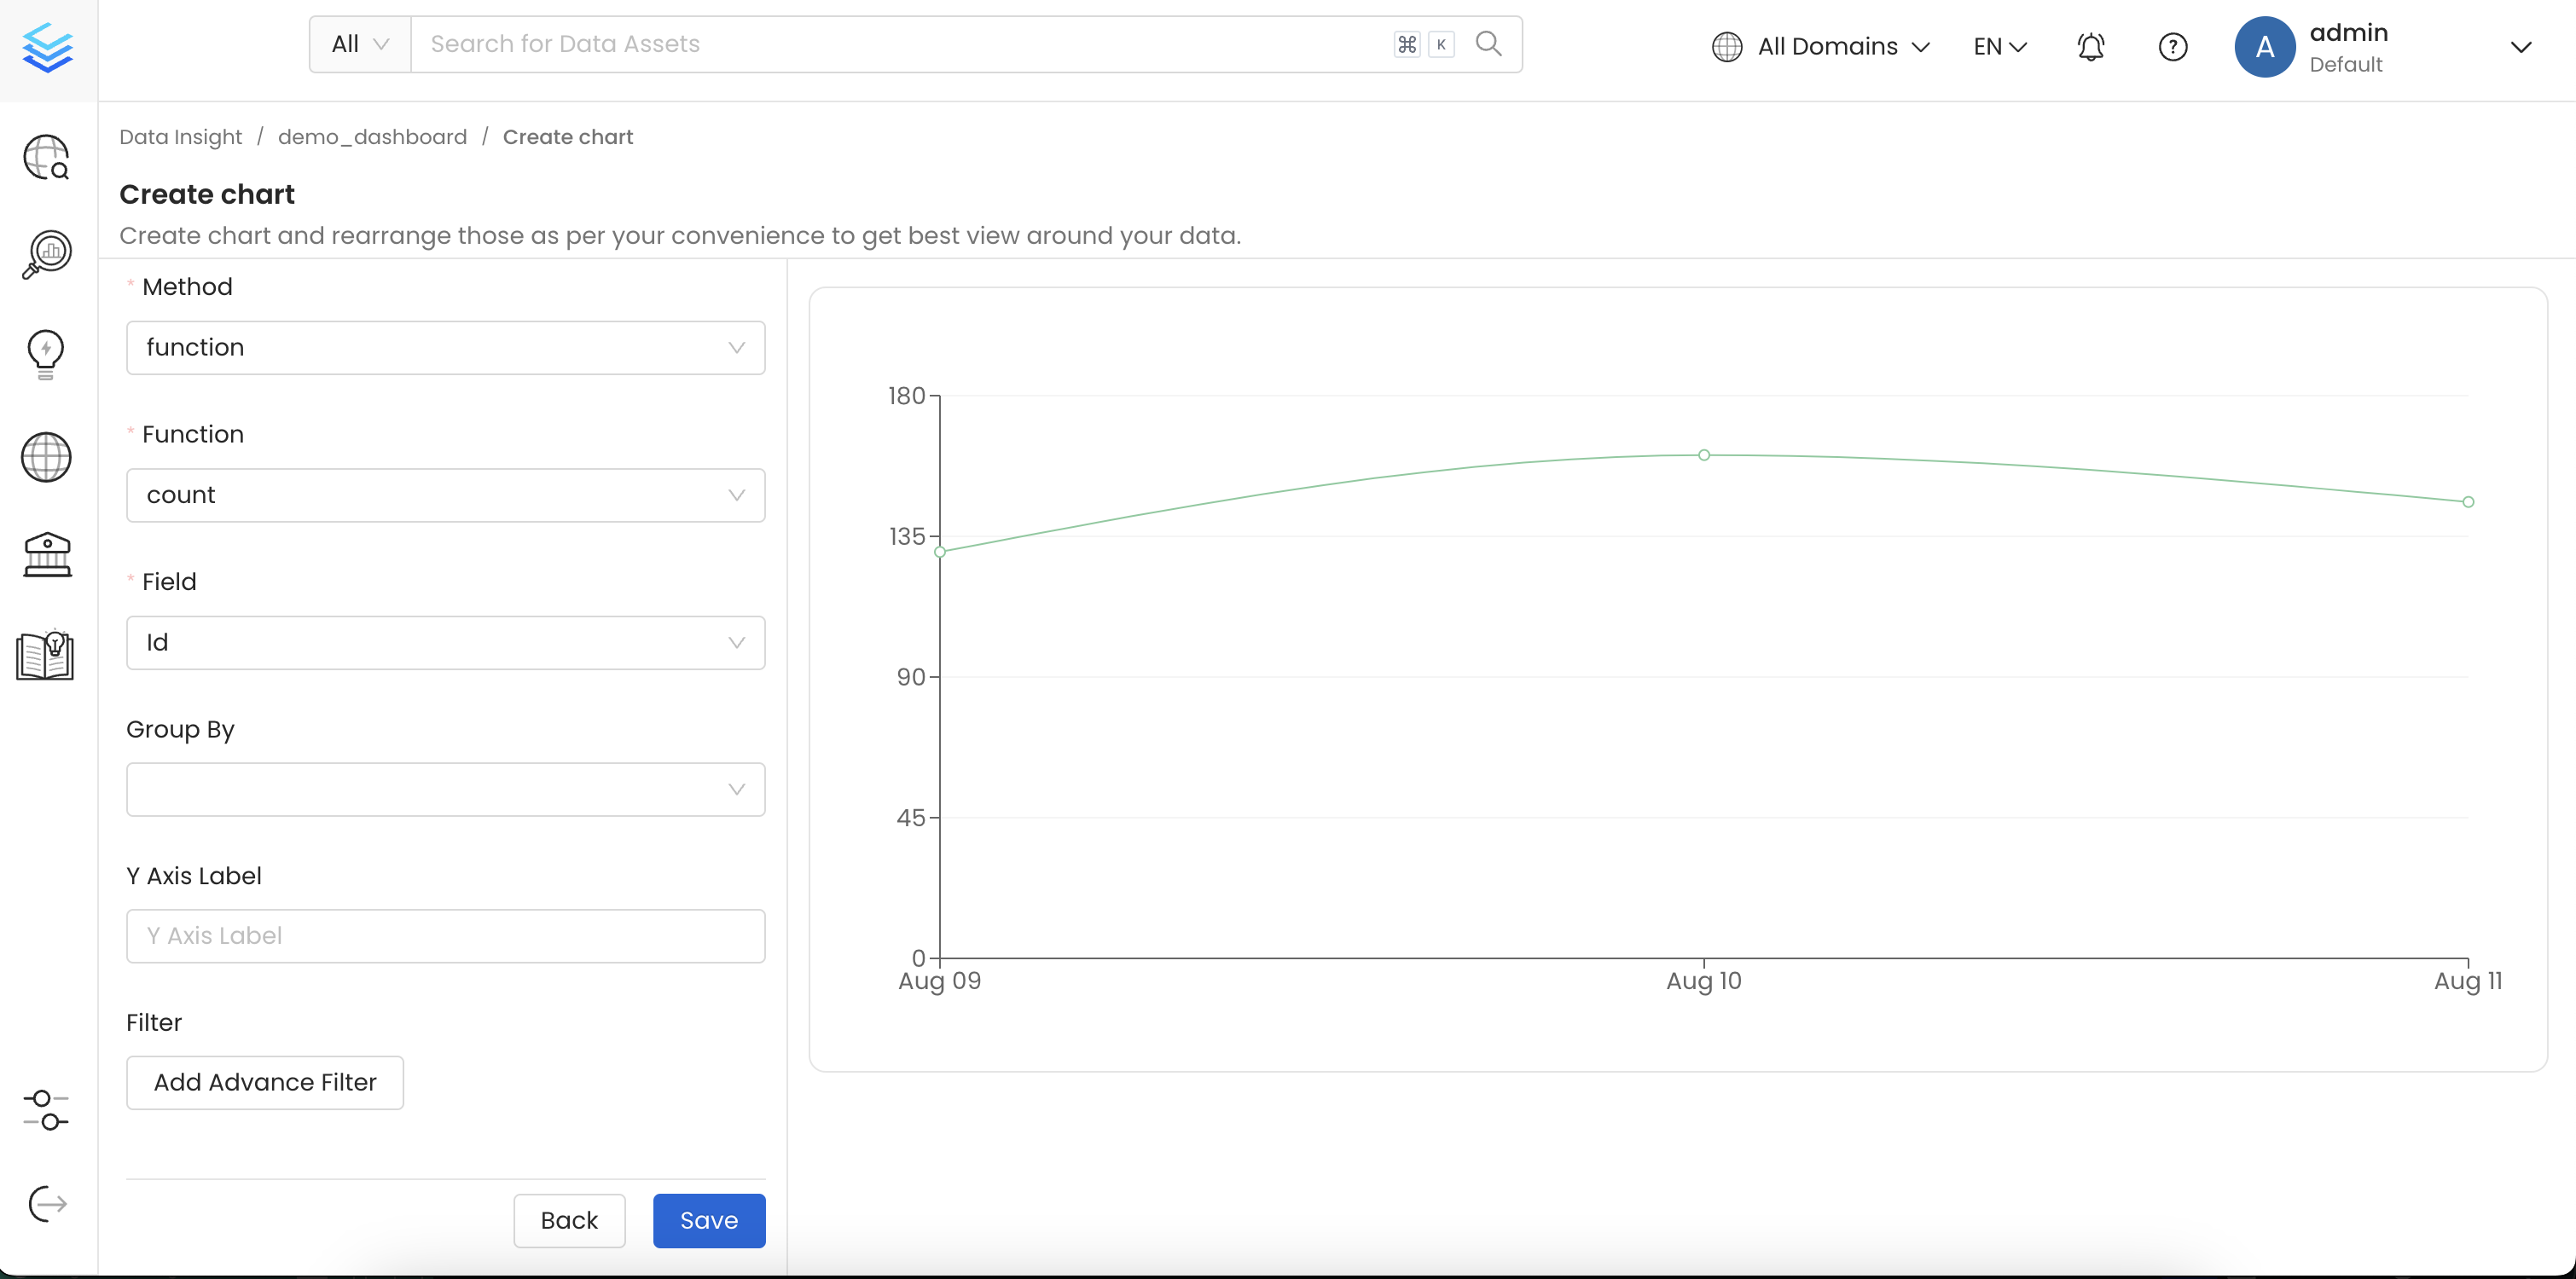 All
Search for Data Assets
⌘ K
All Domains
EN
A
admin
Default
Data Insight / demo_dashboard / Create chart
Create chart
Create chart and rearrange those as per your convenience to get best view around your data.
* Method
function
* Function
count
* Field
Id
Group By
Y Axis Label
Y Axis Label
Filter
Add Advance Filter
Back
Save
180
135
90
45
0
Aug 09
Aug 10
Aug 11